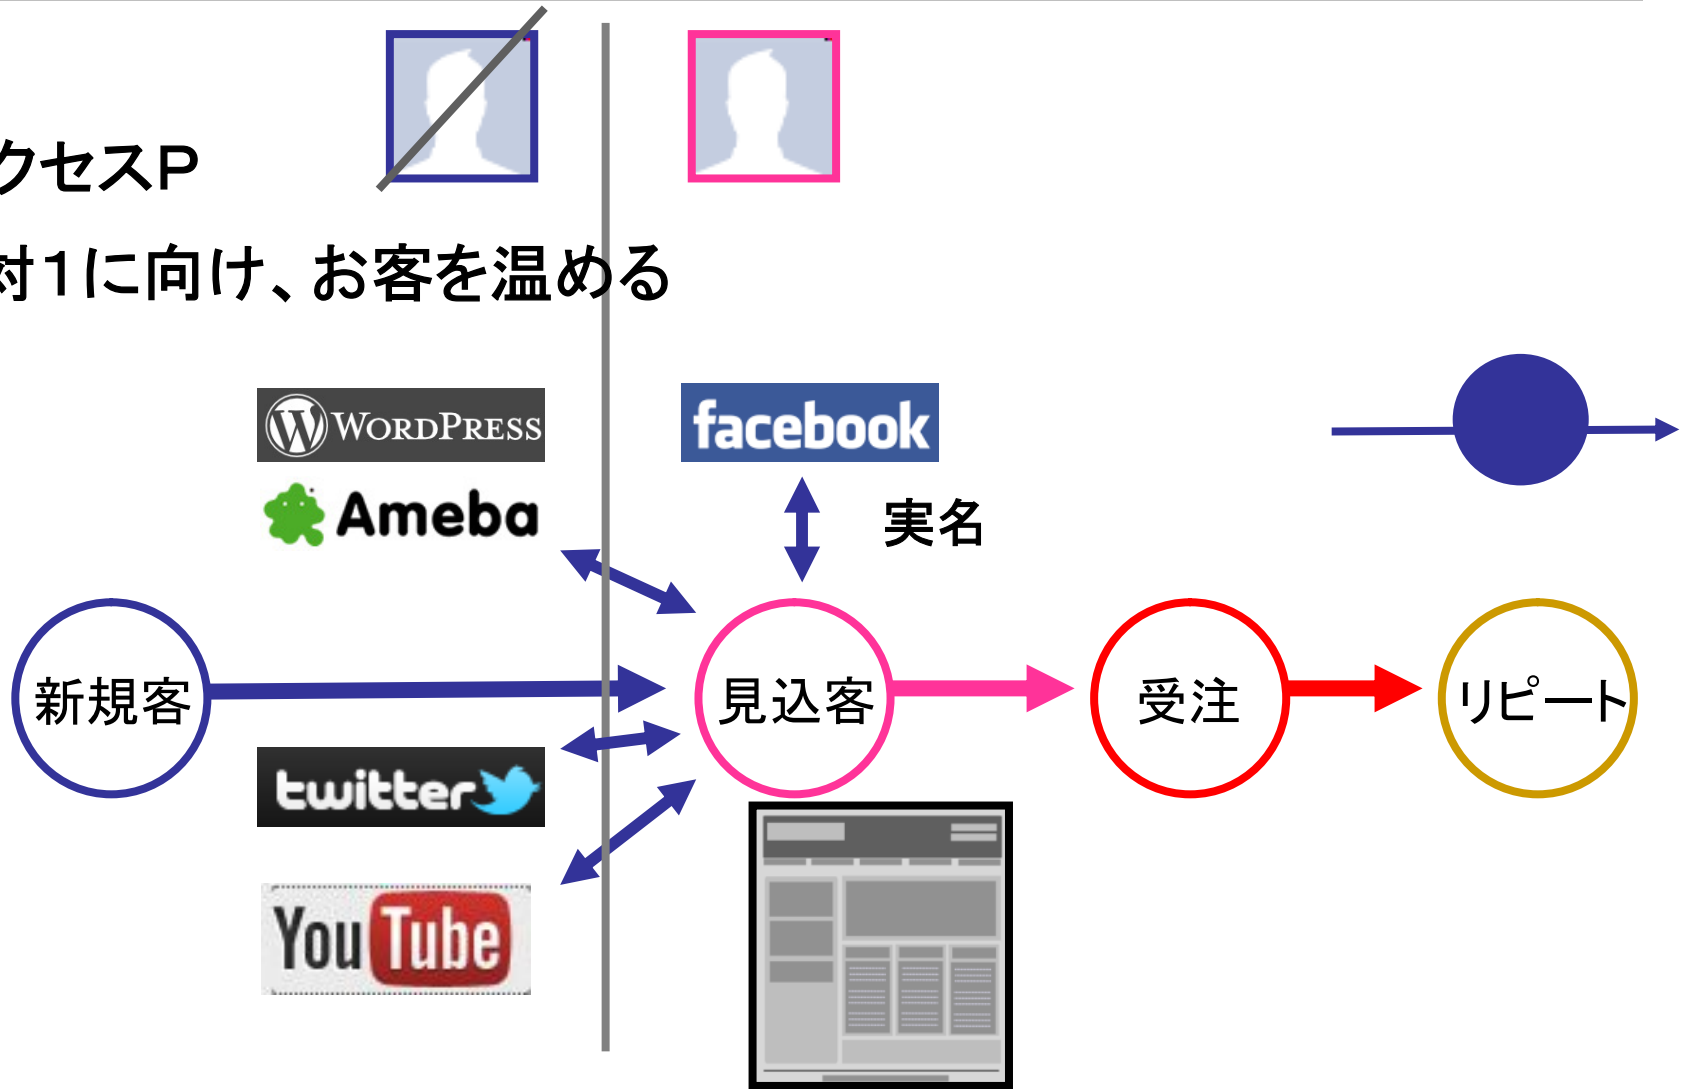 クセスP
対1に向け、お客を温める
WORDPRESS
facebook
Ameba
実名
新規客
見込客
受注
リピート
twitter
YouTube